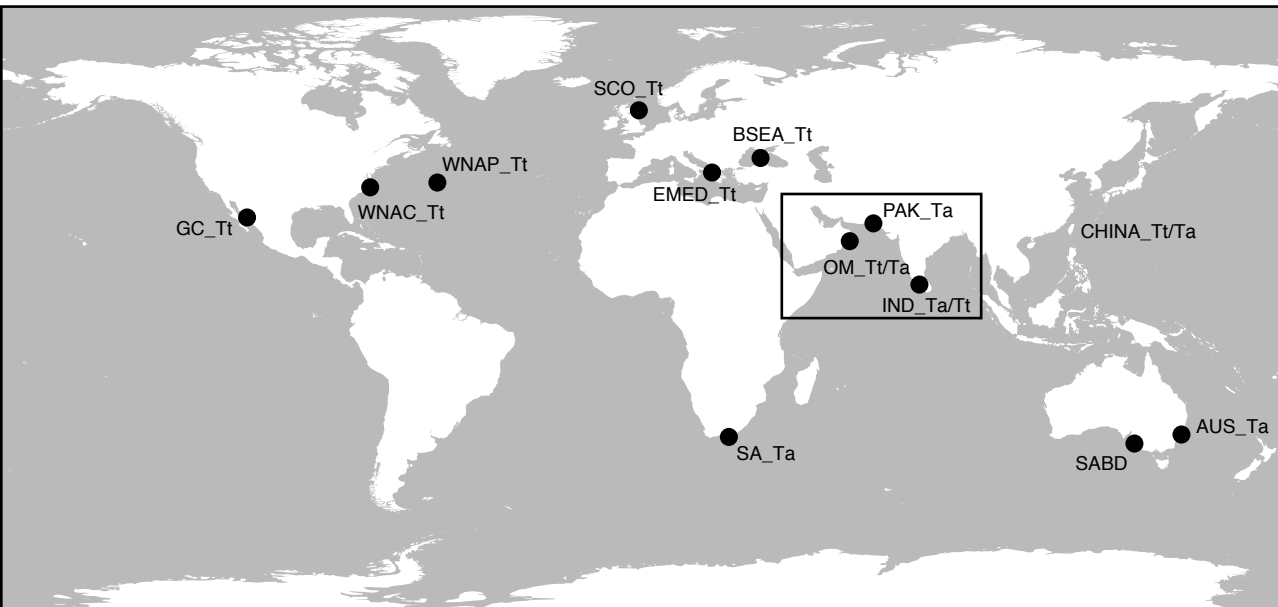 SCO_Tt
BSEA_Tt
WNAP_Tt
EMED_Tt
PAK_Ta
WNAC_Tt
GC_Tt
CHINA_Tt/Ta
OM_Tt/Ta
IND_Ta/Tt
AUS_Ta
SA_Ta
SABD